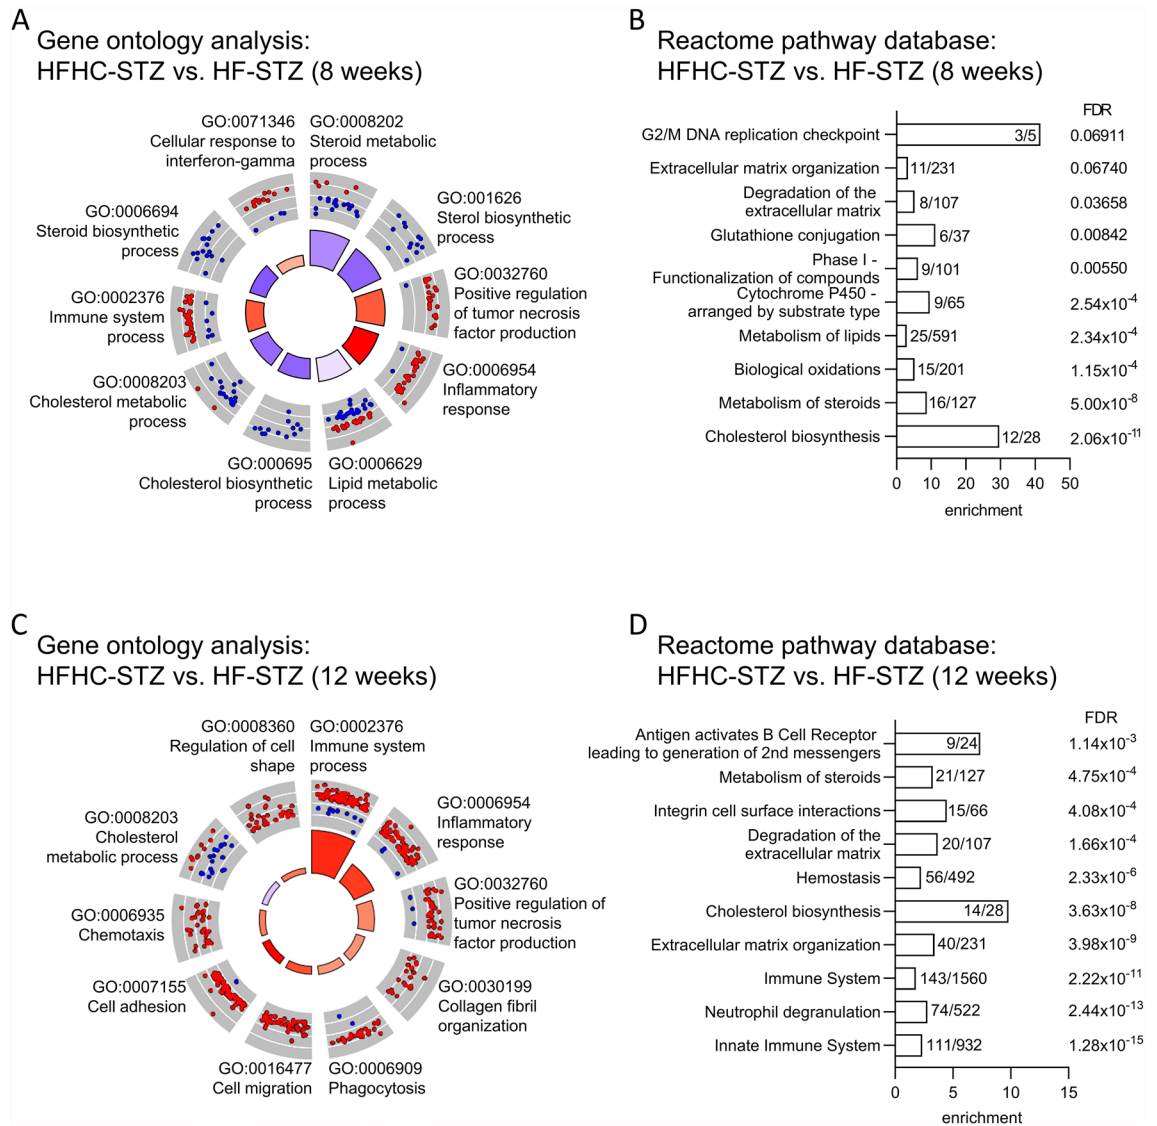 A
Gene ontology analysis:
HFHC-STZ vs. HF-STZ (8 weeks)
GO:0071346
Cellular response to
interferon-gamma
GO:0008202
Steroid metabolic
process
GO:001626
Sterol biosynthetic
process
GO:0032760
Positive regulation
of tumor necrosis
factor production
GO:0006954
Inflammatory
response
GO:0006629
Lipid metabolic
process
GO:000695
Cholesterol biosynthetic
process
GO:0008203
Cholesterol metabolic
process
GO:0002376
Immune system
process
GO:0006694
Steroid biosynthetic
process
B
Reactome pathway database:
HFHC-STZ vs. HF-STZ (8 weeks)
FDR
G2/M DNA replication checkpoint 3/5 0.06911
Extracellular matrix organization 11/231 0.06740
Degradation of the
extracellular matrix 8/107 0.03658
Glutathione conjugation 6/37 0.00842
Phase I -
Functionalization of compounds 9/101 0.00550
Cytochrome P450 -
arranged by substrate type 9/65 2.54x10-4
Metabolism of lipids 25/591 2.34x10-4
Biological oxidations 15/201 1.15x10-4
Metabolism of steroids 16/127 5.00x10-8
Cholesterol biosynthesis 12/28 2.06x10-11
0 10 20 30 40 50
enrichment
C
Gene ontology analysis:
HFHC-STZ vs. HF-STZ (12 weeks)
GO:0008360
Regulation of cell
shape
GO:0002376
Immune system
process
GO:0006954
Inflammatory
response
GO:0032760
Positive regulation of
tumor necrosis
factor production
GO:0030199
Collagen fibril
organization
GO:0006909
Phagocytosis
GO:0016477
Cell migration
GO:0007155
Cell adhesion
GO:0006935
Chemotaxis
GO:0008203
Cholesterol
metabolic process
D
Reactome pathway database:
HFHC-STZ vs. HF-STZ (12 weeks)
FDR
Antigen activates B Cell Receptor
leading to generation of 2nd messengers 9/24 1.14x10-3
Metabolism of steroids 21/127 4.75x10-4
Integrin cell surface interactions 15/66 4.08x10-4
Degradation of the
extracellular matrix 20/107 1.66x10-4
Hemostasis 56/492 2.33x10-6
Cholesterol biosynthesis 14/28 3.63x10-8
Extracellular matrix organization 40/231 3.98x10-9
Immune System 143/1560 2.22x10-11
Neutrophil degranulation 74/522 2.44x10-13
Innate Immune System 111/932 1.28x10-15
0 5 10 15
enrichment